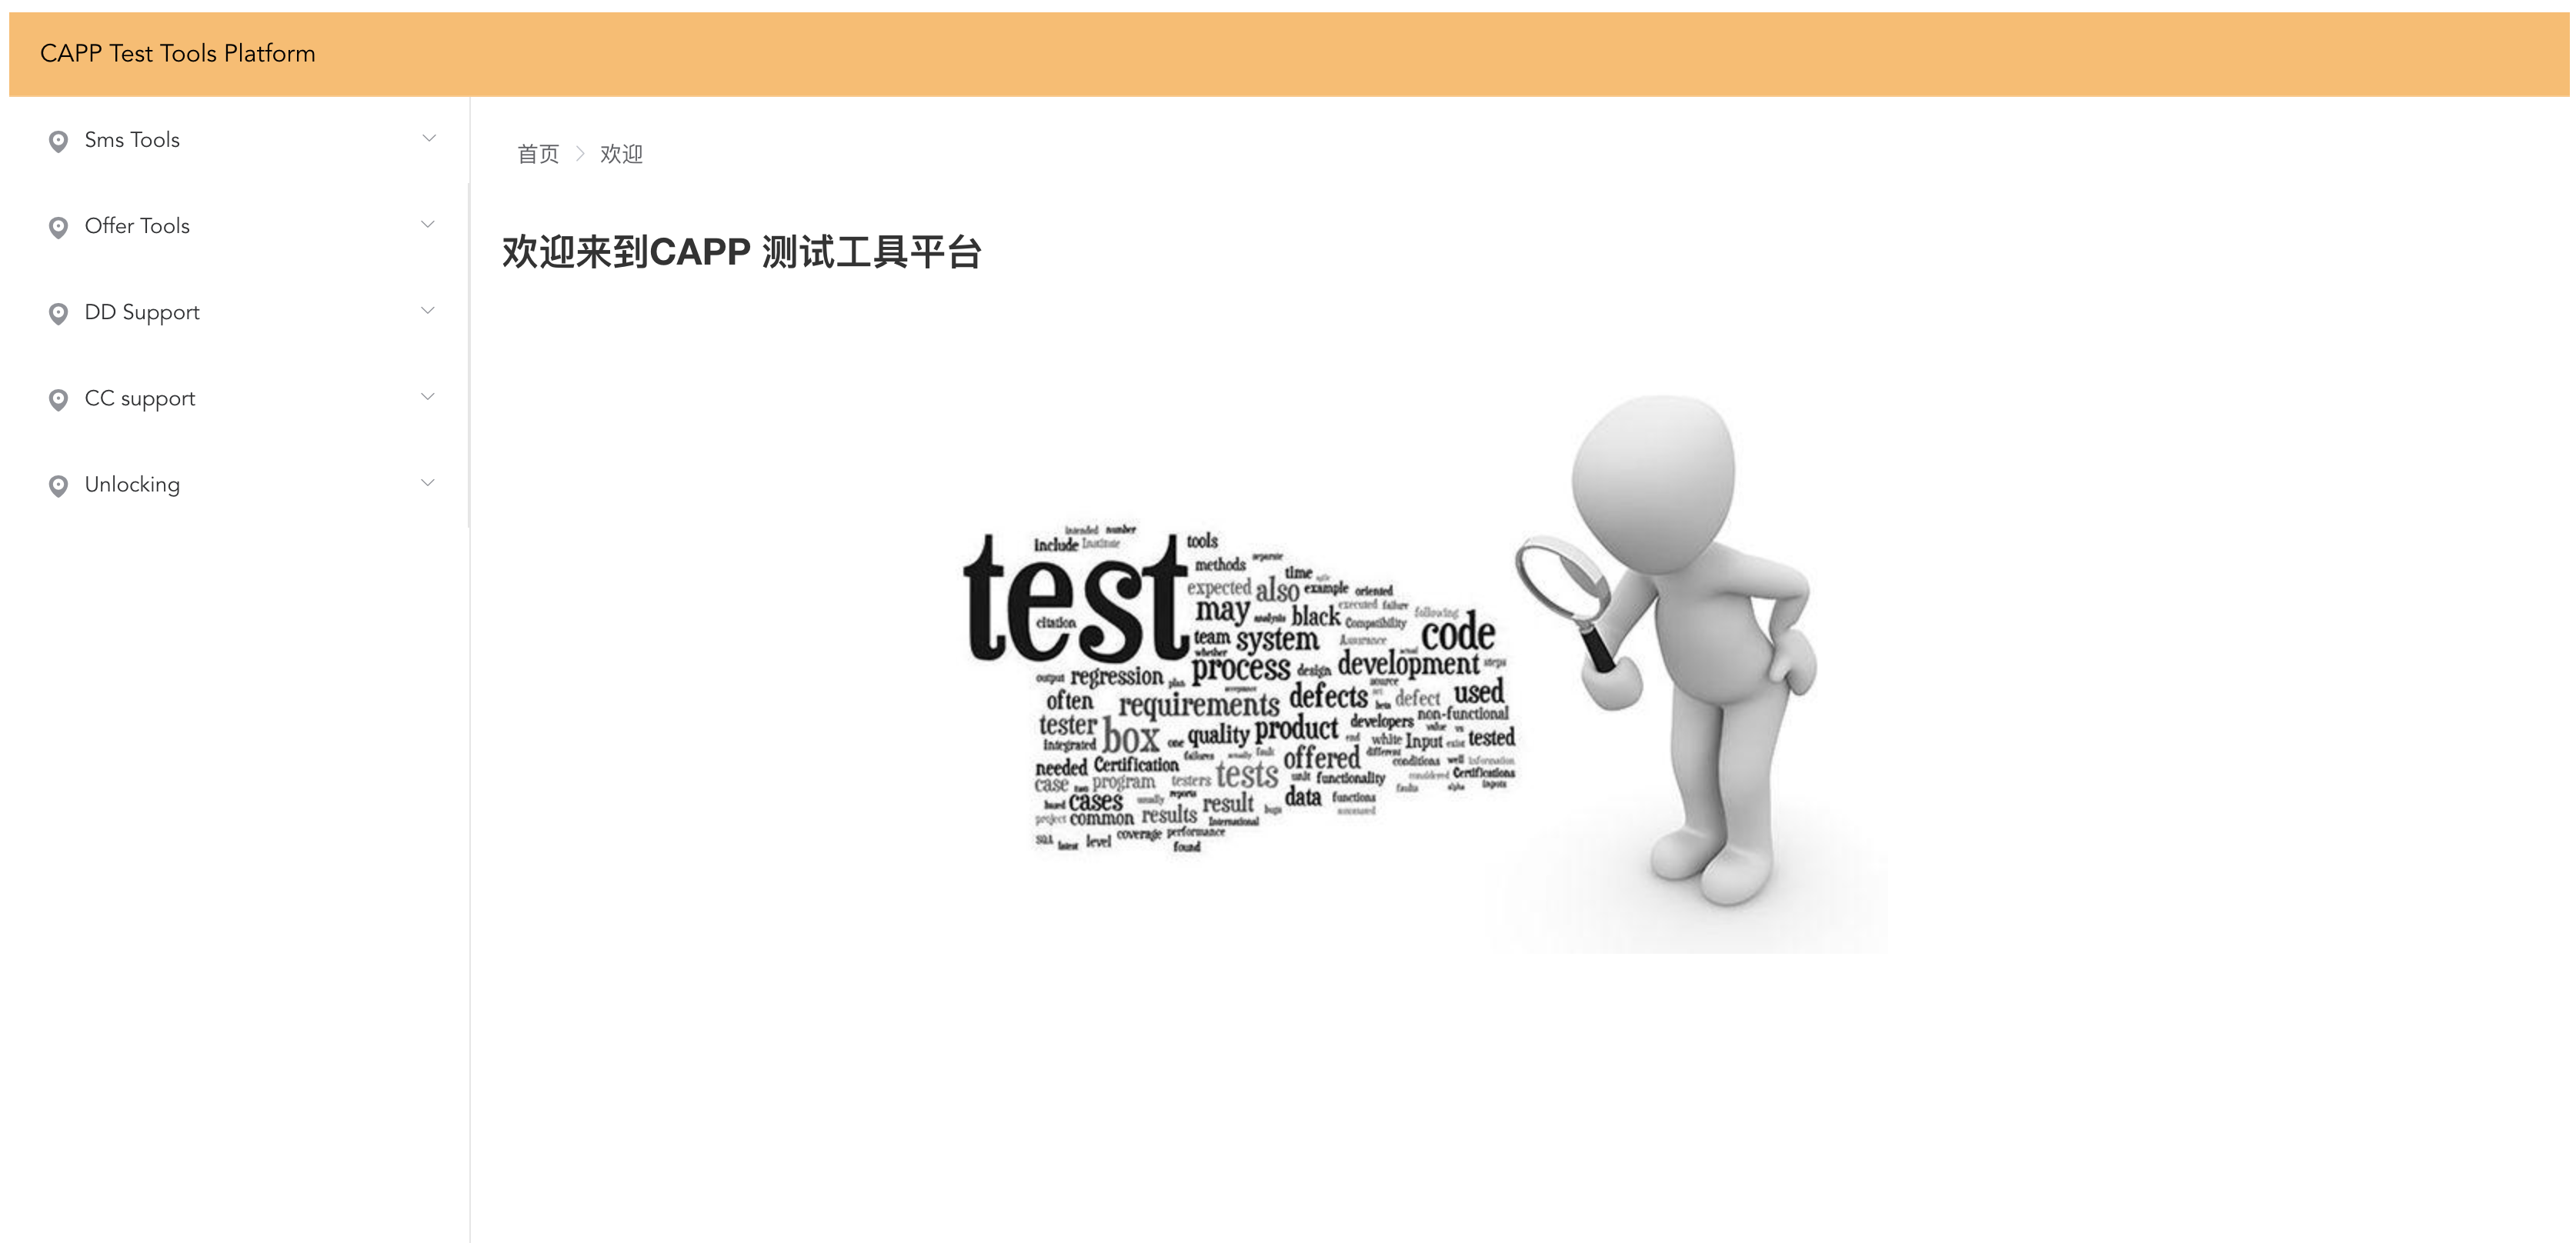 CAPP Test Tools Platform
Sms Tools
Offer Tools
DD Support
CC support
Unlocking
首页 > 欢迎
欢迎来到CAPP 测试工具平台
intended number
include Institute tools
test
citation
methods separate
time
expected also example oriented
may analysis black executed failure following
Compatibility
team system Assurance code
whether
process design development steps
output regression plan
source
often requirements acceptance defects beta defect used
tester box one quality product developers non-functional
Integrated end white Input exist tested
value vs
failures usually fault offered different
needed Certification conditions well Information
case program testers tests unit functionality considered Certifications
faults alpha inputs
based cases usually reports result bugs data functions
project common results International
SQA latest level coverage performance
found